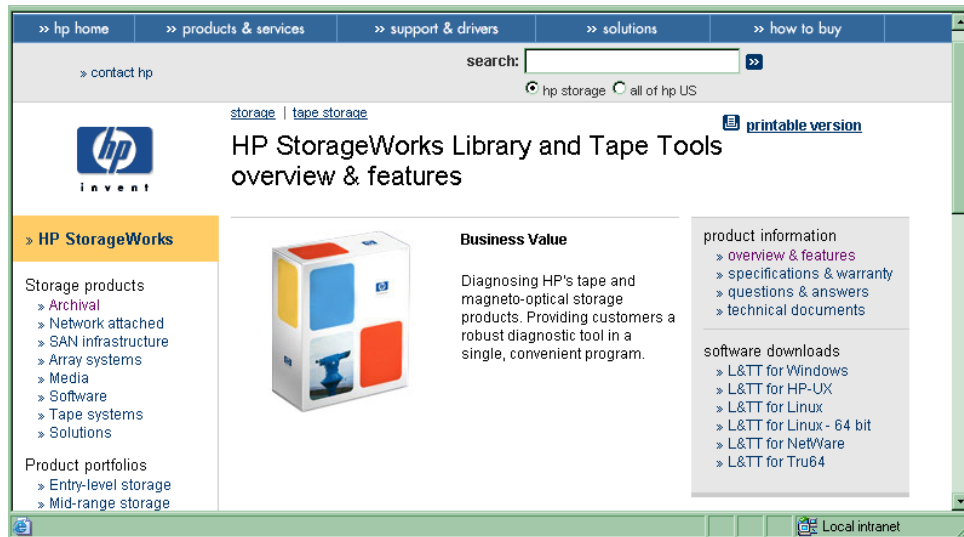 » hp home » products & services » support & drivers » solutions » how to buy
» contact hp
search:
hp storage all of hp US
storage | tape storage
printable version
HP StorageWorks Library and Tape Tools
overview & features
hp
invent
» HP StorageWorks
Storage products
» Archival
» Network attached
» SAN infrastructure
» Array systems
» Media
» Software
» Tape systems
» Solutions
Product portfolios
» Entry-level storage
» Mid-range storage
Business Value
Diagnosing HP's tape and
magneto-optical storage
products. Providing customers a
robust diagnostic tool in a
single, convenient program.
product information
» overview & features
» specifications & warranty
» questions & answers
» technical documents
software downloads
» L&TT for Windows
» L&TT for HP-UX
» L&TT for Linux
» L&TT for Linux - 64 bit
» L&TT for NetWare
» L&TT for Tru64
Local intranet